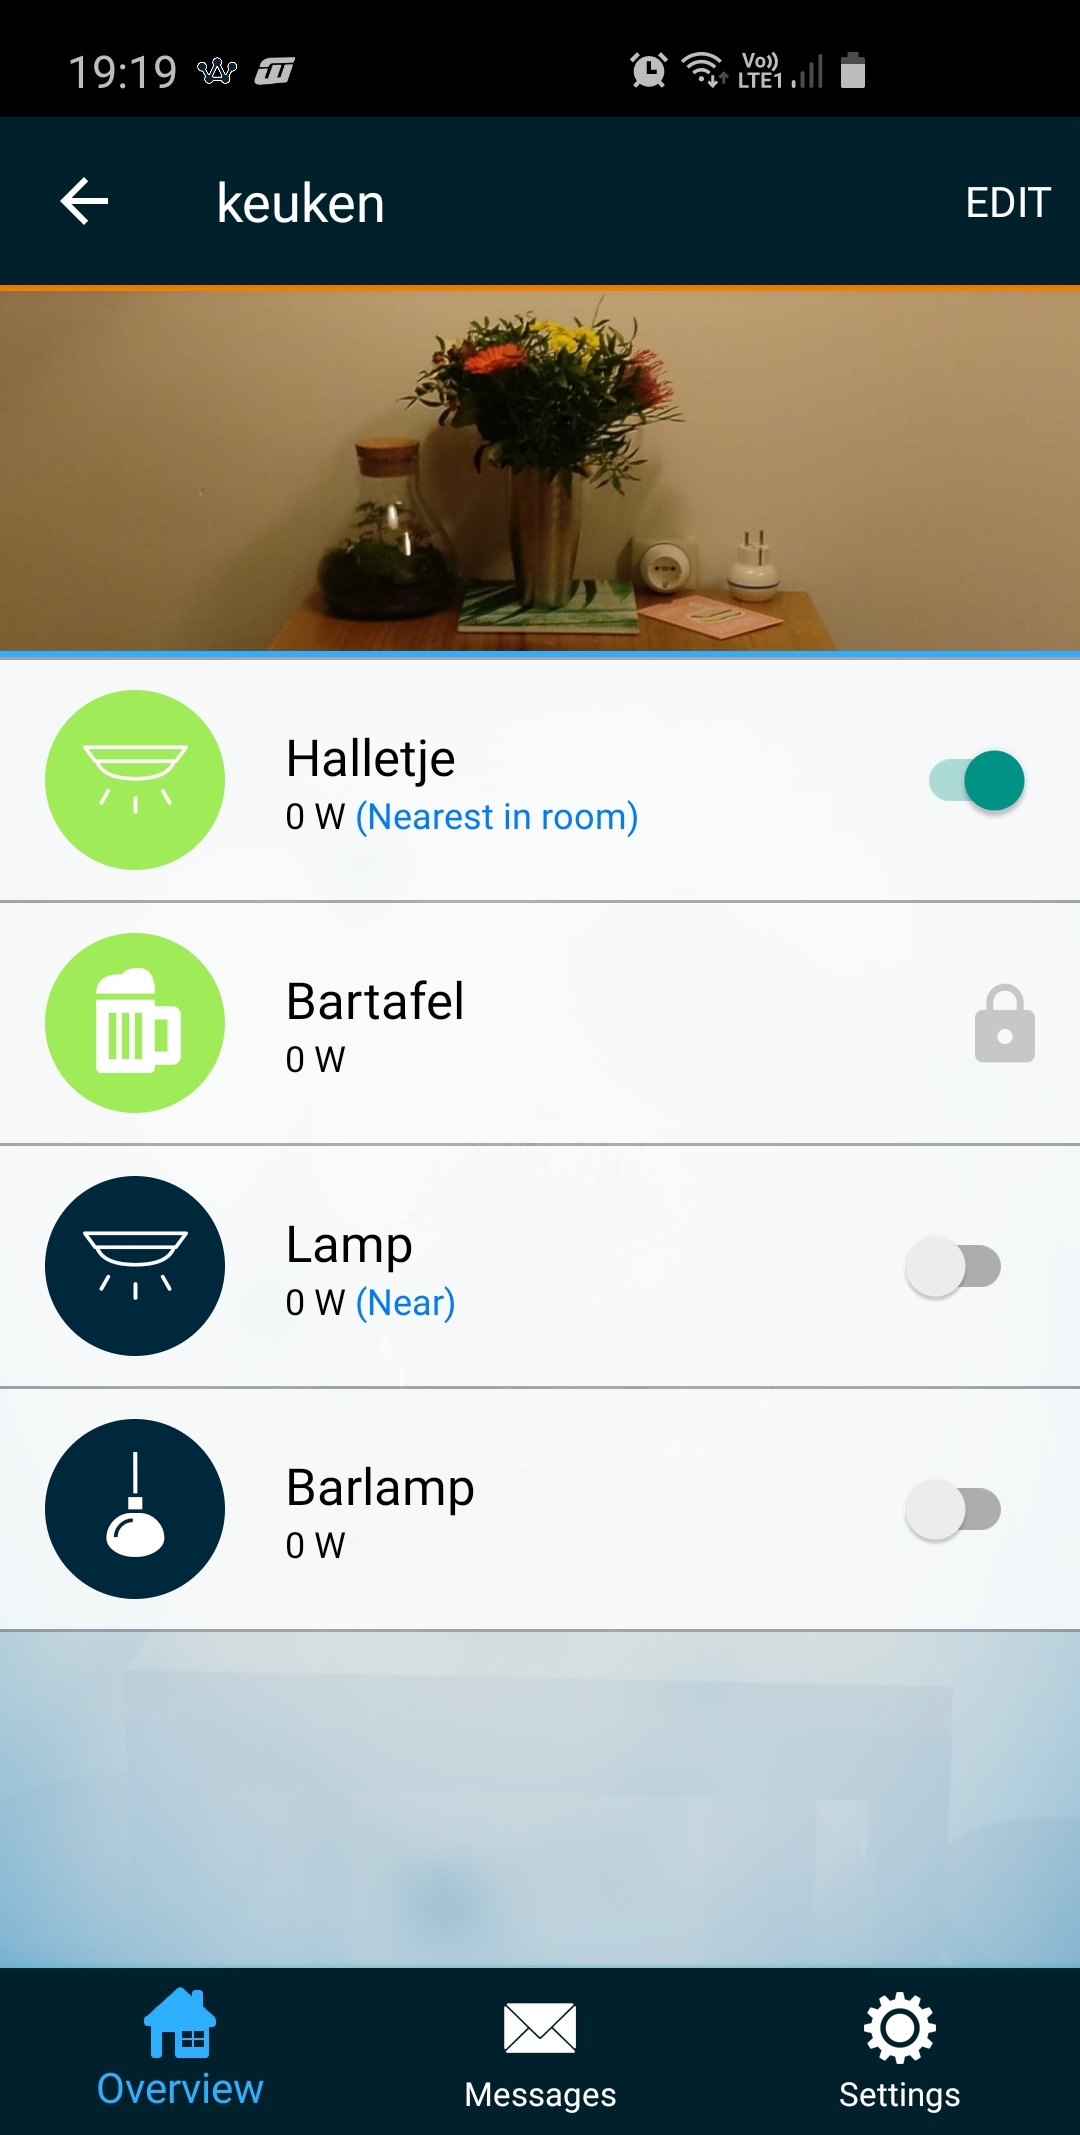 19:19
Vo))
LTE1
keuken
EDIT
Halletje
0 W (Nearest in room)
Bartafel
0 W
Lamp
0 W (Near)
Barlamp
0 W
Overview
Messages
Settings